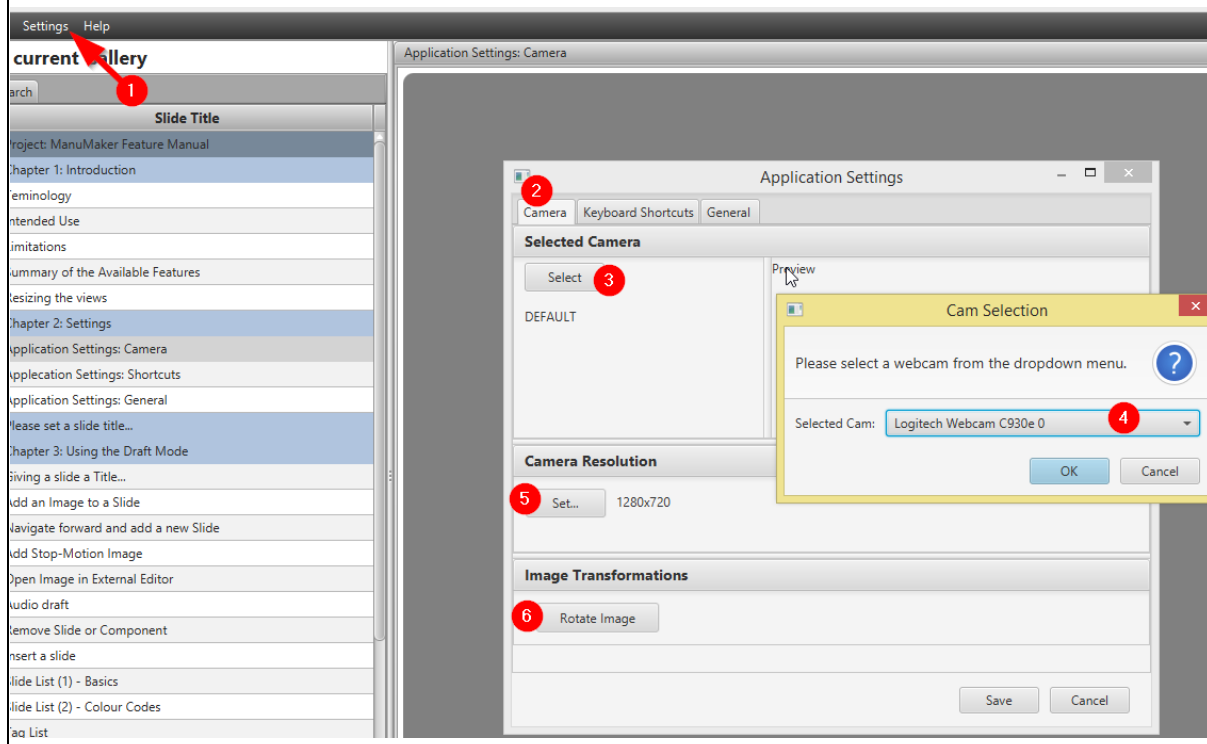 Settings Help
current Gallery
arch
Slide Title
Project: ManuMaker Feature Manual
Chapter 1: Introduction
Teminology
ntended Use
Limitations
Summary of the Available Features
Resizing the views
Chapter 2: Settings
Application Settings: Camera
Applecation Settings: Shortcuts
Application Settings: General
Please set a slide title...
Chapter 3: Using the Draft Mode
Giving a slide a Title...
Add an Image to a Slide
Navigate forward and add a new Slide
Add Stop-Motion Image
Open Image in External Editor
Audio draft
Remove Slide or Component
nsert a slide
Slide List (1) - Basics
Slide List (2) - Colour Codes
Tag List
1
Application Settings: Camera
Application Settings
2
Camera Keyboard Shortcuts General
Selected Camera
Select 3
Preview
DEFAULT
Cam Selection
Please select a webcam from the dropdown menu.
?
Selected Cam: Logitech Webcam C930e 0 4
OK Cancel
Camera Resolution
5 Set... 1280x720
Image Transformations
6 Rotate Image
Save Cancel